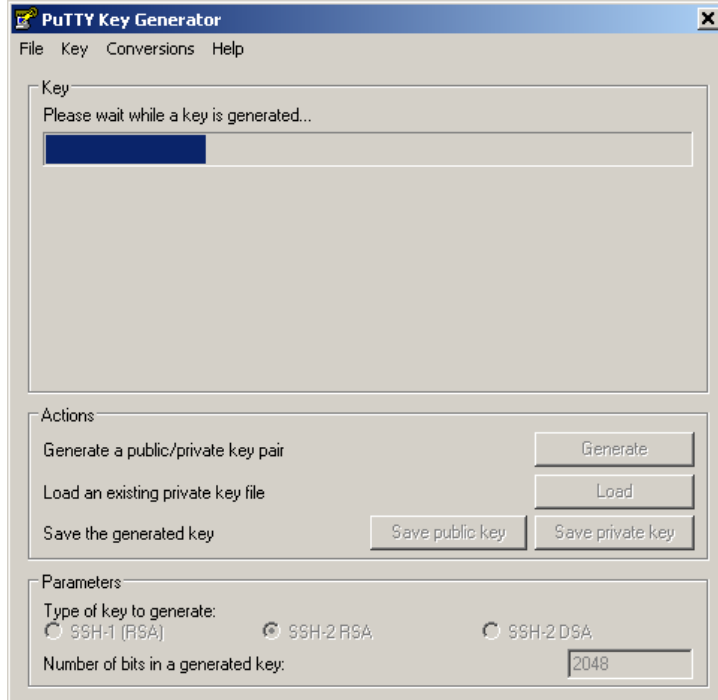 PuTTY Key Generator
File Key Conversions Help
Key
Please wait while a key is generated...
Actions
Generate a public/private key pair Generate
Load an existing private key file Load
Save the generated key Save public key Save private key
Parameters
Type of key to generate:
SSH-1 (RSA) SSH-2 RSA SSH-2 DSA
Number of bits in a generated key: 2048